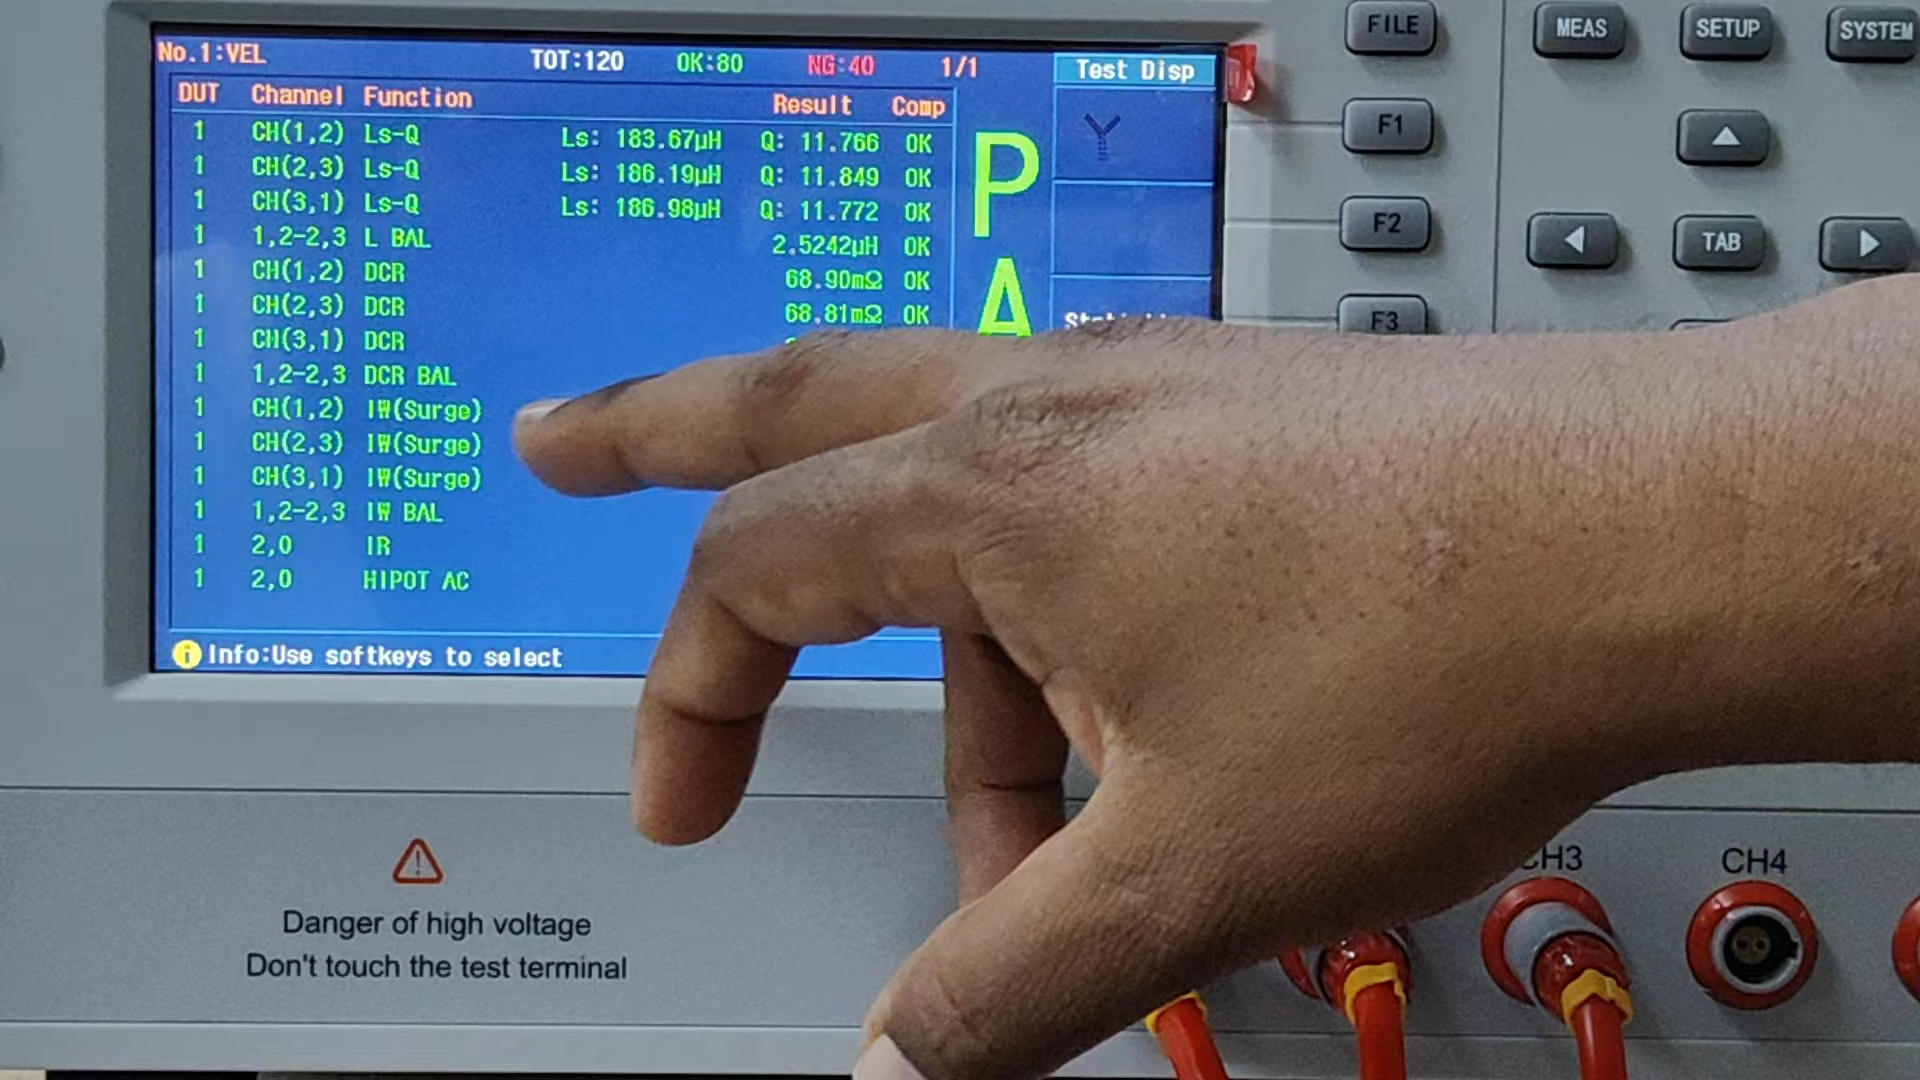 No.1:VEL TOT:120 OK:80 NG:40 1/1 Test Disp
DUT Channel Function Result Comp
1 CH(1,2) Ls-Q Ls: 183.67µH Q: 11.766 OK
1 CH(2,3) Ls-Q Ls: 186.19µH Q: 11.849 OK
1 CH(3,1) Ls-Q Ls: 186.98µH Q: 11.772 OK
1 1,2-2,3 L BAL 2.5242µH OK
1 CH(1,2) DCR 68.90mΩ OK
1 CH(2,3) DCR 68.81mΩ OK
1 CH(3,1) DCR
1 1,2-2,3 DCR BAL
1 CH(1,2) IW(Surge)
1 CH(2,3) IW(Surge)
1 CH(3,1) IW(Surge)
1 1,2-2,3 IW BAL
1 2,0 IR
1 2,0 HIPOT AC
Info:Use softkeys to select
P
A
Y
FILE
MEAS
SETUP
SYSTEM
F1
F2
TAB
F3
Danger of high voltage
Don't touch the test terminal
CH3
CH4